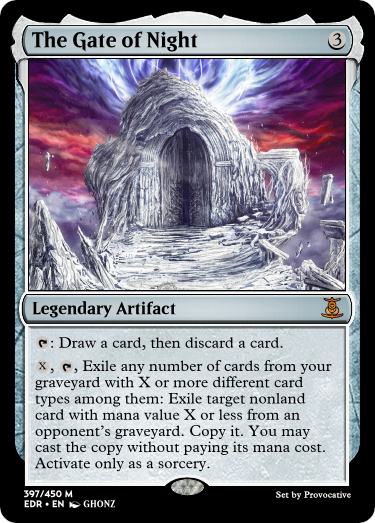 The Gate of Night 3
Legendary Artifact
: Draw a card, then discard a card.
X, , Exile any number of cards from your
graveyard with X or more different card
types among them: Exile target nonland
card with mana value X or less from an
opponent's graveyard. Copy it. You may
cast the copy without paying its mana cost.
Activate only as a sorcery.
397/450 M
EDR • EN GHONZ
Set by Provocative